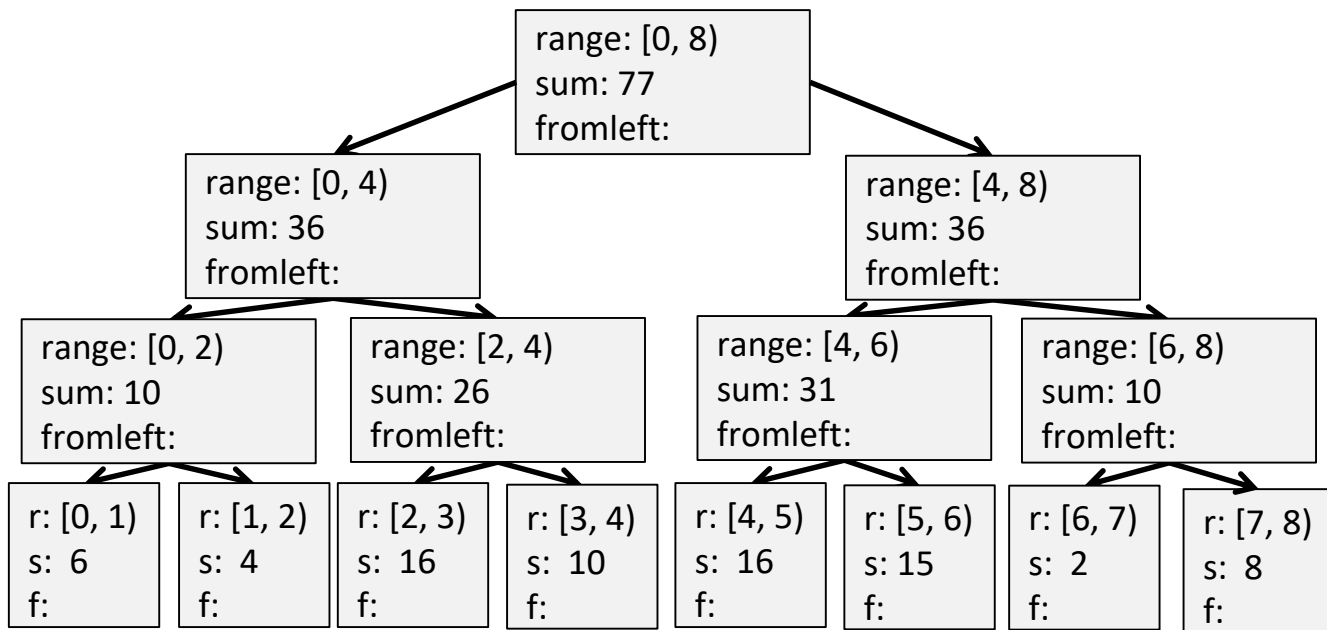 range: [0, 8)
sum: 77
fromleft:
range: [0, 4)
sum: 36
fromleft:
range: [4, 8)
sum: 36
fromleft:
range: [0, 2)
sum: 10
fromleft:
range: [2, 4)
sum: 26
fromleft:
range: [4, 6)
sum: 31
fromleft:
range: [6, 8)
sum: 10
fromleft:
r: [0, 1)
s: 6
f:
r: [1, 2)
s: 4
f:
r: [2, 3)
s: 16
f:
r: [3, 4)
s: 10
f:
r: [4, 5)
s: 16
f:
r: [5, 6)
s: 15
f:
r: [6, 7)
s: 2
f:
r: [7, 8)
s: 8
f: